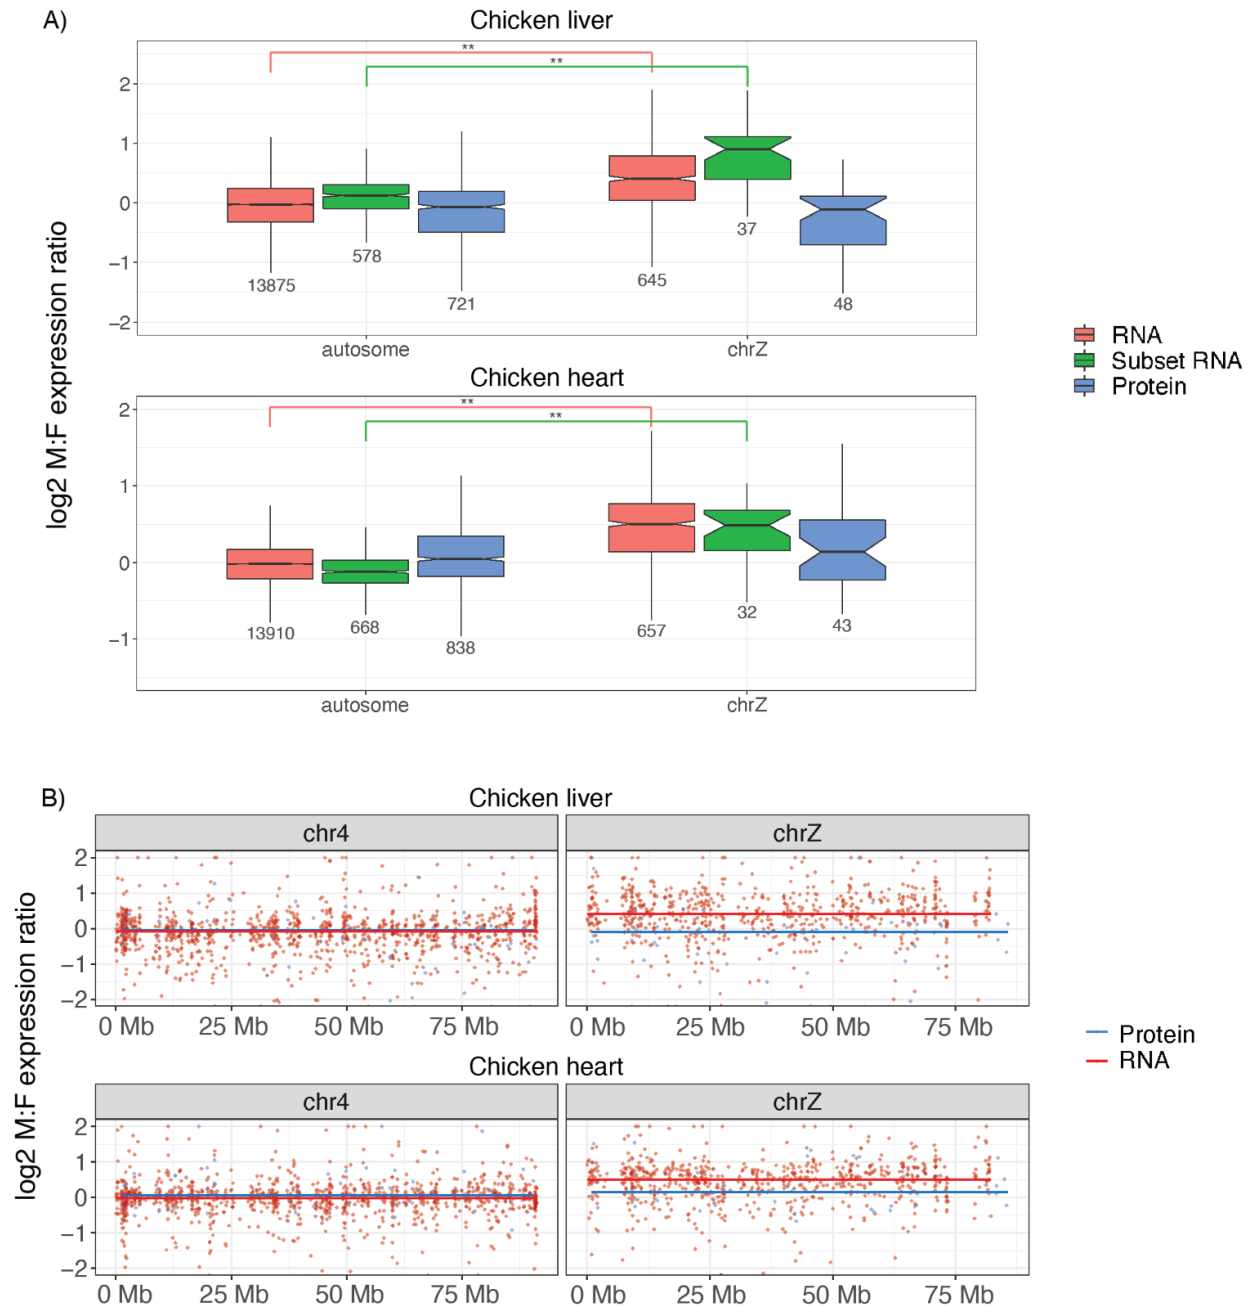 A)
Chicken liver
**
**
2
1
0
−1
−2
13875
578
721
645
37
48
autosome
chrZ
log2 M:F expression ratio
RNA
Subset RNA
Protein
Chicken heart
**
**
2
1
0
−1
13910
668
838
657
32
43
autosome
chrZ
B)
Chicken liver
chr4
chrZ
2
1
0
−1
−2
0 Mb
25 Mb
50 Mb
75 Mb
0 Mb
25 Mb
50 Mb
75 Mb
log2 M:F expression ratio
Protein
RNA
Chicken heart
chr4
chrZ
2
1
0
−1
−2
0 Mb
25 Mb
50 Mb
75 Mb
0 Mb
25 Mb
50 Mb
75 Mb